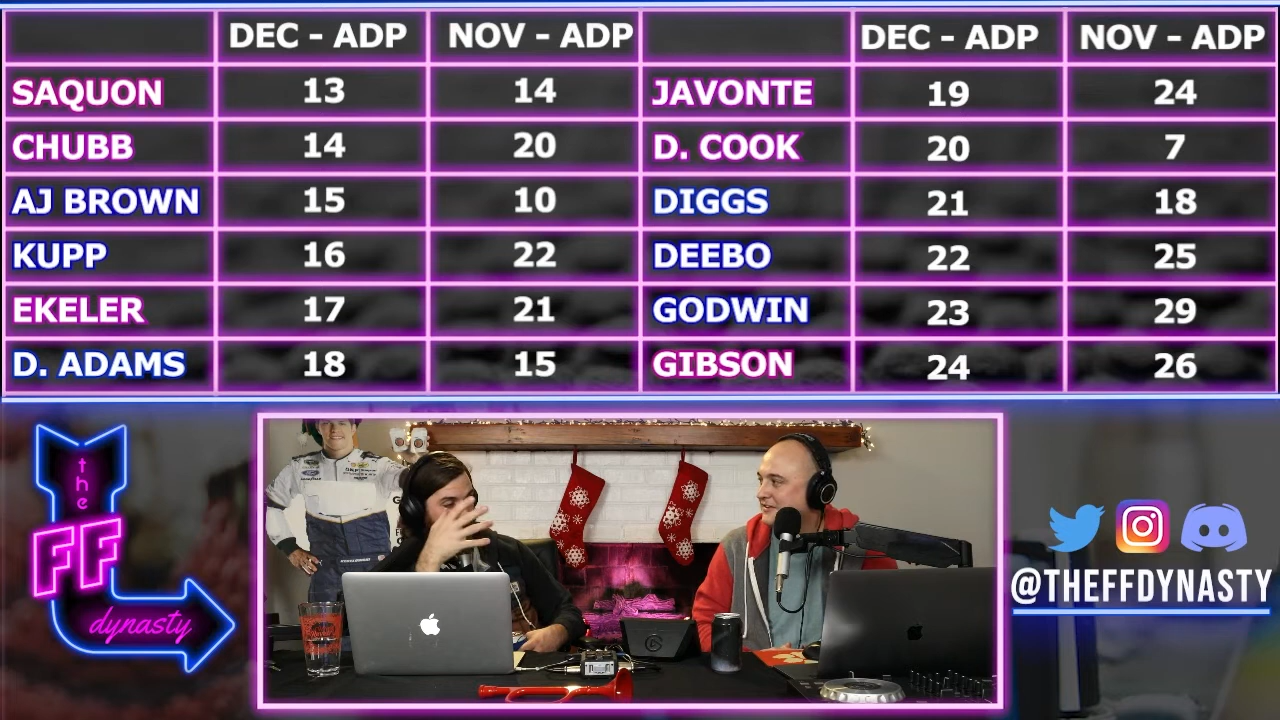 DEC - ADP NOV - ADP DEC - ADP NOV - ADP
SAQUON 13 14 JAVONTE 19 24
CHUBB 14 20 D. COOK 20 7
AJ BROWN 15 10 DIGGS 21 18
KUPP 16 22 DEEBO 22 25
EKELER 17 21 GODWIN 23 29
D. ADAMS 18 15 GIBSON 24 26
the
FF
dynasty
@THEFFDYNASTY